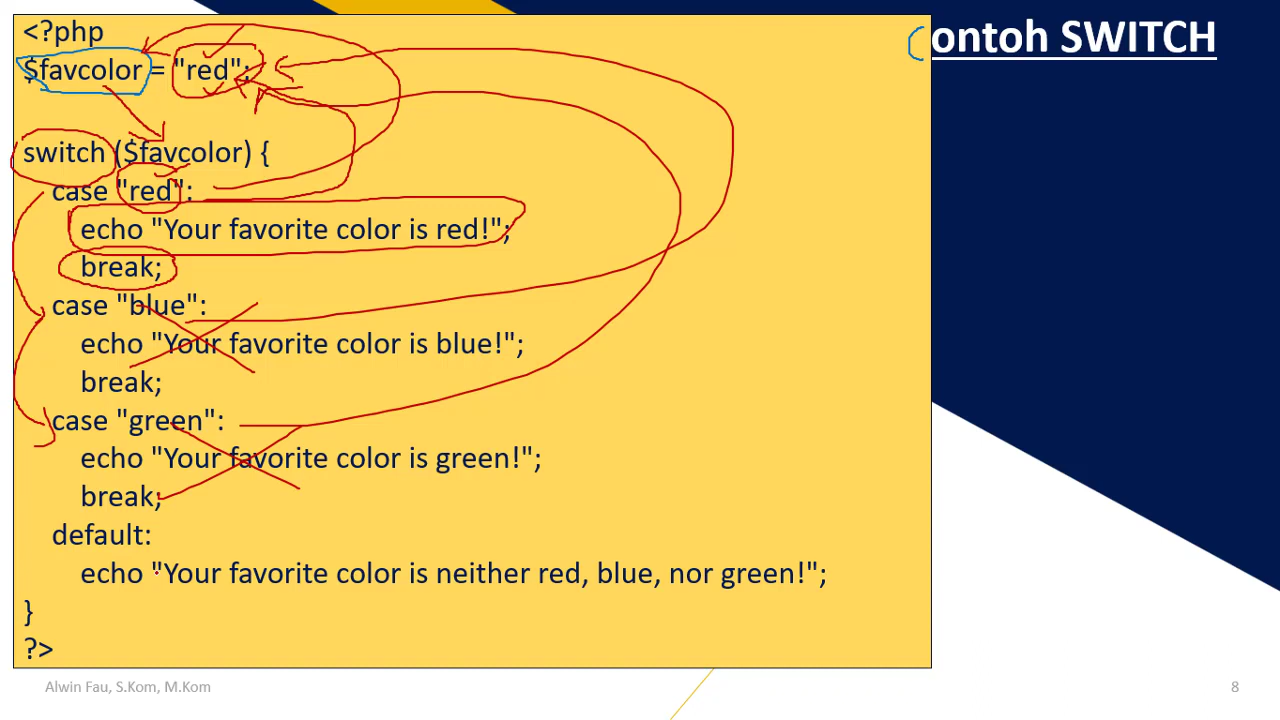 ontoh SWITCH
<?php
$favcolor = "red";
switch ($favcolor) {
case "red":
echo "Your favorite color is red!";
break;
case "blue":
echo "Your favorite color is blue!";
break;
case "green":
echo "Your favorite color is green!";
break;
default:
echo "Your favorite color is neither red, blue, nor green!";
}
?>
Alwin Fau, S.Kom, M.Kom
8